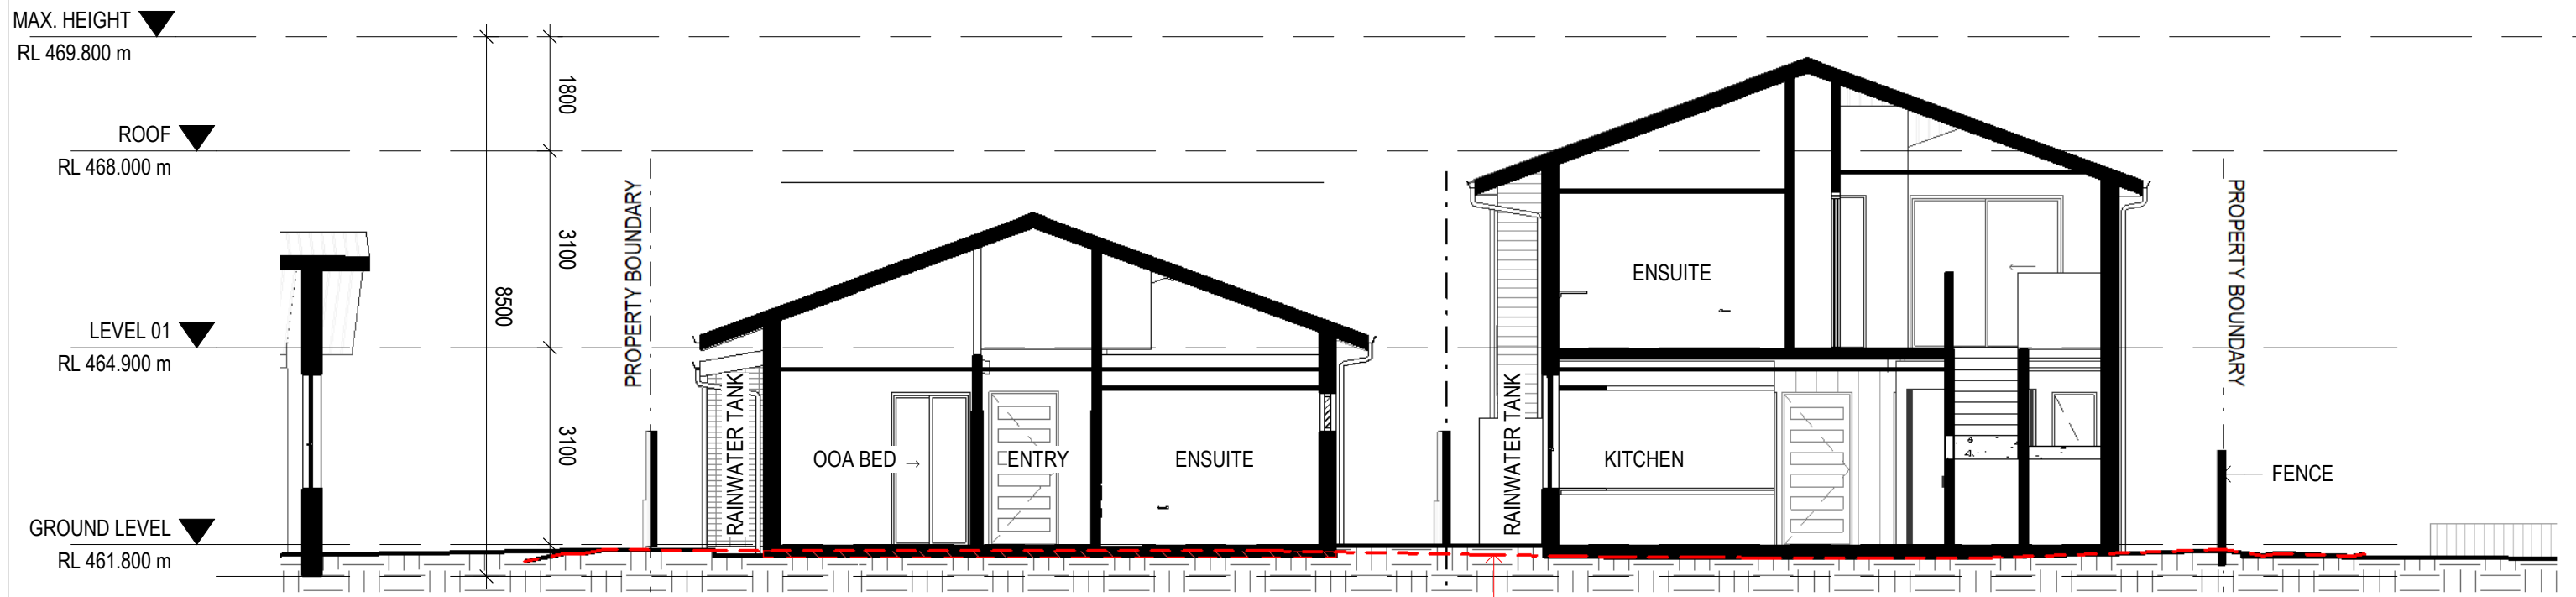 MAX. HEIGHT
RL 469.800 m
ROOF
RL 468.000 m
LEVEL 01
RL 464.900 m
GROUND LEVEL
RL 461.800 m
8500
1800
3100
3100
PROPERTY BOUNDARY
RAINWATER TANK
OOA BED
ENTRY
ENSUITE
RAINWATER TANK
ENSUITE
KITCHEN
PROPERTY BOUNDARY
FENCE